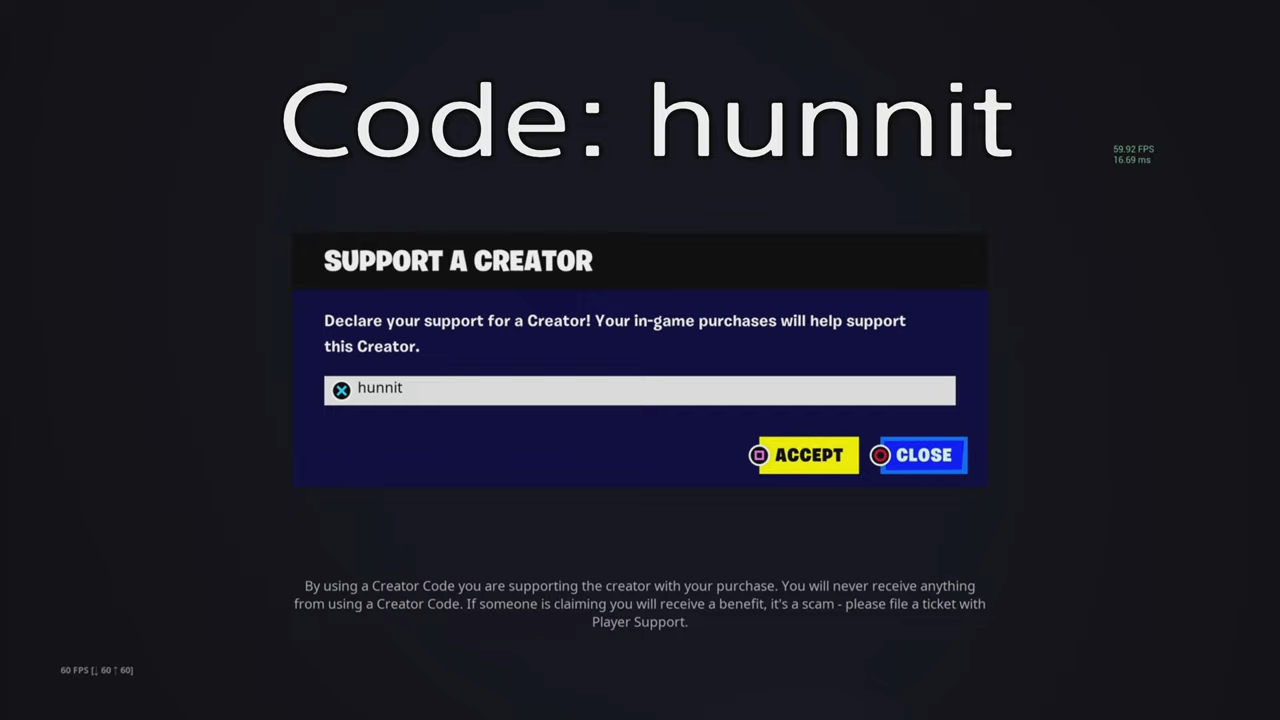 Code: hunnit
59.92 FPS
16.69 ms
SUPPORT A CREATOR
Declare your support for a Creator! Your in-game purchases will help support
this Creator.
hunnit
ACCEPT
CLOSE
By using a Creator Code you are supporting the creator with your purchase. You will never receive anything
from using a Creator Code. If someone is claiming you will receive a benefit, it's a scam - please file a ticket with
Player Support.
60 FPS [↓ 60 ↑ 60]